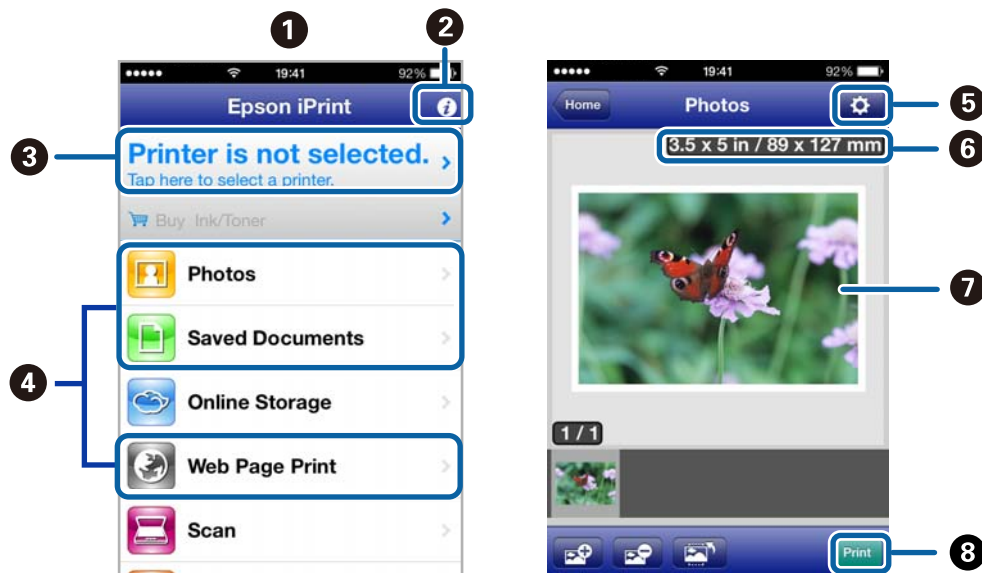 1
2
19:41
92%
Epson iPrint
i
3
Printer is not selected.
Tap here to select a printer.
Buy Ink/Toner
Photos
Saved Documents
4
Online Storage
Web Page Print
Scan
19:41
92%
Home
Photos
5
3.5 x 5 in / 89 x 127 mm
6
7
1 / 1
Print
8